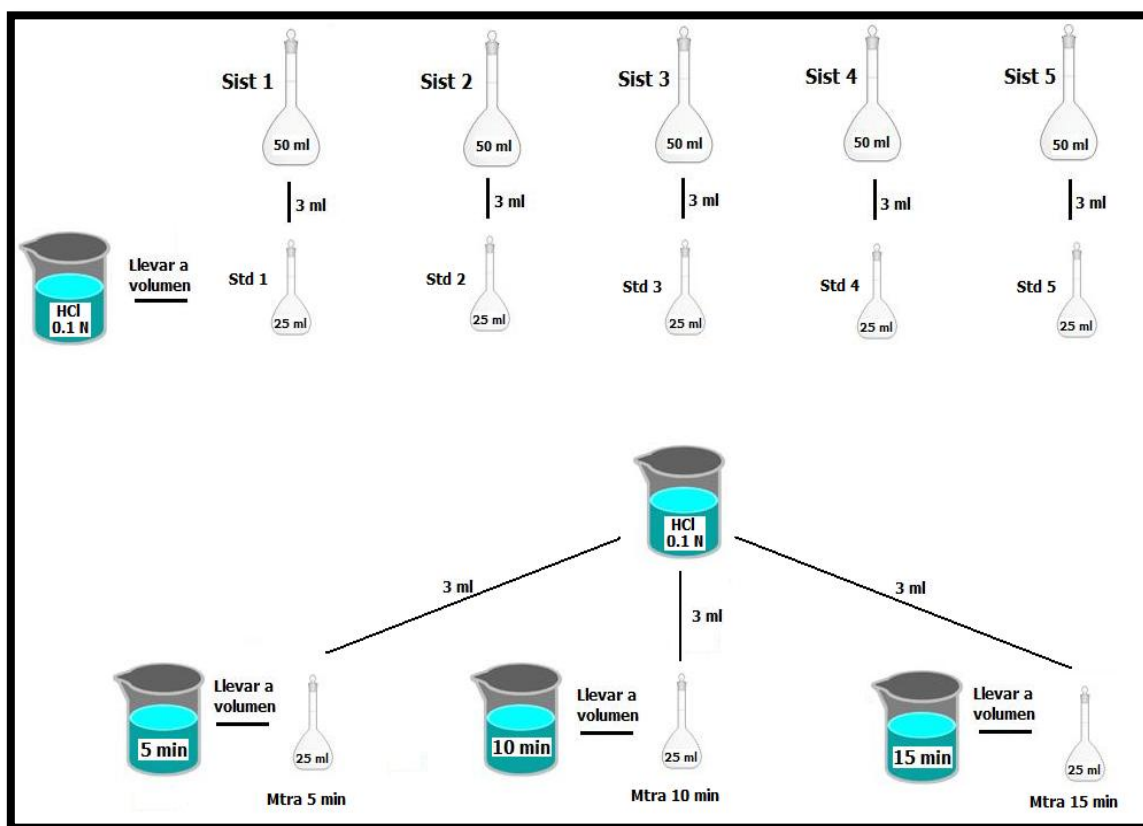 Sist 1
Sist 2
Sist 3
Sist 4
Sist 5
50 ml
50 ml
50 ml
50 ml
50 ml
3 ml
3 ml
3 ml
3 ml
3 ml
Llevar a
volumen
HCl
0.1 N
Std 1
Std 2
Std 3
Std 4
Std 5
25 ml
25 ml
25 ml
25 ml
25 ml
HCl
0.1 N
3 ml
3 ml
3 ml
5 min
Llevar a
volumen
25 ml
Mtra 5 min
10 min
Llevar a
volumen
25 ml
Mtra 10 min
15 min
Llevar a
volumen
25 ml
Mtra 15 min